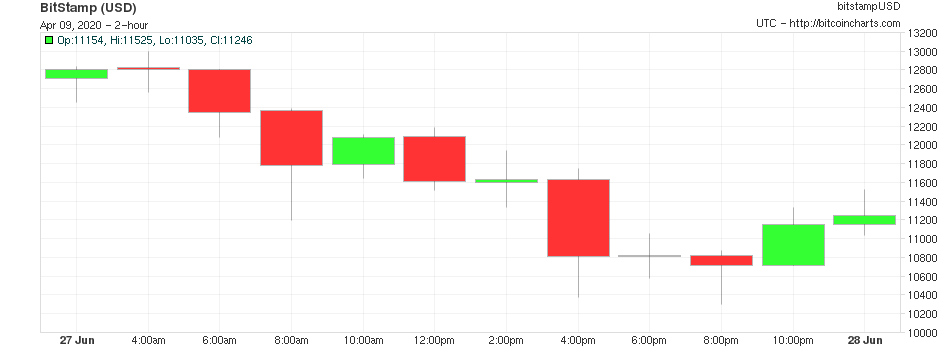 BitStamp (USD)
bitstampUSD
Apr 09, 2020 - 2-hour
UTC - http://bitcoincharts.com
Op:11154, Hi:11525, Lo:11035, Cl:11246
13200
13000
12800
12600
12400
12200
12000
11800
11600
11400
11200
11000
10800
10600
10400
10200
10000
27 Jun 4:00am 6:00am 8:00am 10:00am 12:00pm 2:00pm 4:00pm 6:00pm 8:00pm 10:00pm 28 Jun